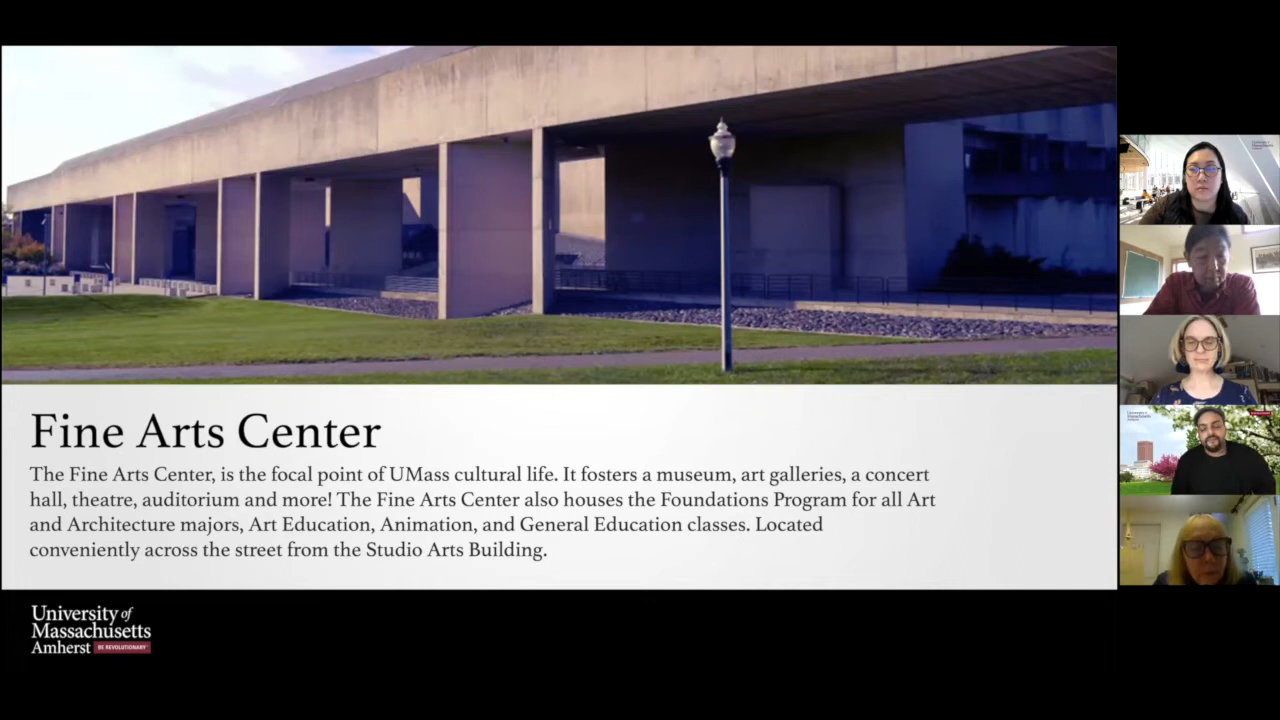 Fine Arts Center
The Fine Arts Center, is the focal point of UMass cultural life. It fosters a museum, art galleries, a concert
hall, theatre, auditorium and more! The Fine Arts Center also houses the Foundations Program for all Art
and Architecture majors, Art Education, Animation, and General Education classes. Located
conveniently across the street from the Studio Arts Building.
University of
Massachusetts
Amherst BE REVOLUTIONARY